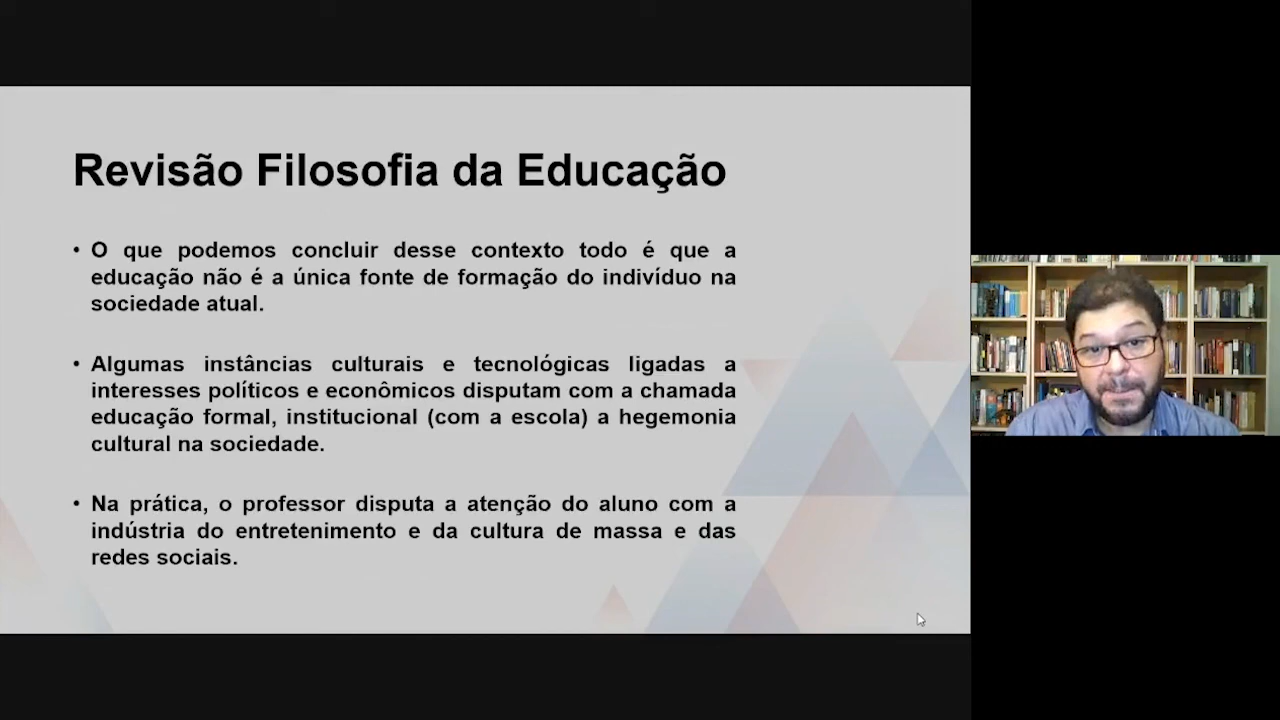 Revisão Filosofia da Educação
• O que podemos concluir desse contexto todo é que a
educação não é a única fonte de formação do indivíduo na
sociedade atual.
• Algumas instâncias culturais e tecnológicas ligadas a
interesses políticos e econômicos disputam com a chamada
educação formal, institucional (com a escola) a hegemonia
cultural na sociedade.
• Na prática, o professor disputa a atenção do aluno com a
indústria do entretenimento e da cultura de massa e das
redes sociais.